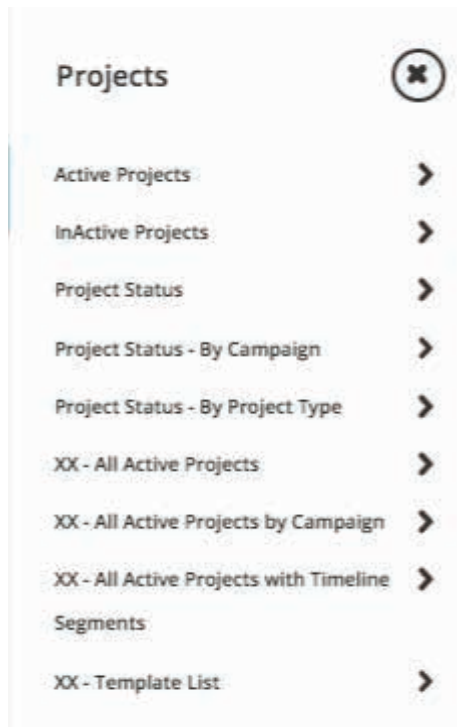 Projects
Active Projects
InActive Projects
Project Status
Project Status - By Campaign
Project Status - By Project Type
XX - All Active Projects
XX - All Active Projects by Campaign
XX - All Active Projects with Timeline
Segments
XX - Template List